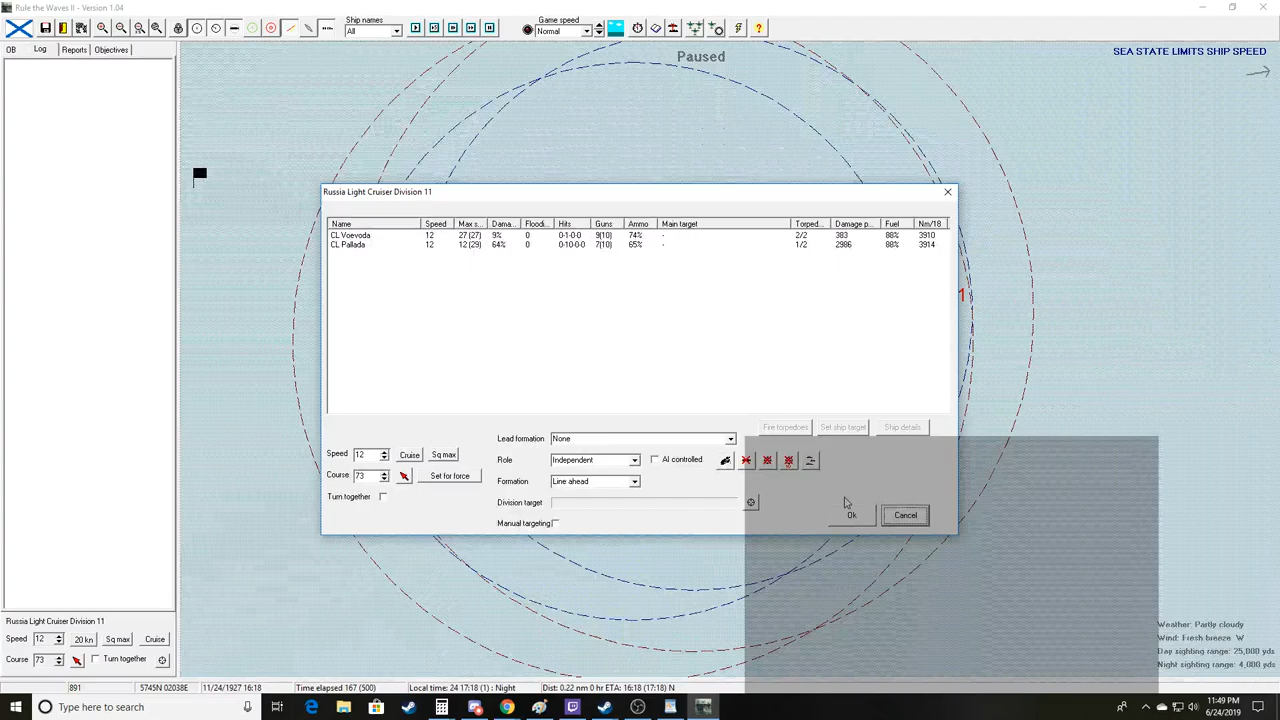 Rule the Waves II - Version 1.04
Ship names
All
Game speed
Normal
OB Log Reports Objectives
Paused
SEA STATE LIMITS SHIP SPEED
1
Russia Light Cruiser Division 11
Name Speed Max s... Dama... Floodi... Hits Guns Ammo Main target Torped... Damage p... Fuel Nm/18
CL Voevoda 12 27 (27) 9% 0 0-1-0-0 9(10) 74% - 2/2 383 88% 3910
CL Pallada 12 12 (29) 64% 0 0-10-0-0 7(10) 65% - 1/2 2986 88% 3914
Fire torpedoes Set ship target Ship details
Lead formation None
Speed 12 Cruise Sq max
Role Independent AI controlled
Course 73 Set for force
Formation Line ahead
Turn together
Division target
Manual targeting
Ok Cancel
Russia Light Cruiser Division 11
Speed 12 20 kn Sq max Cruise
Course 73 Turn together
Weather: Partly cloudy
Wind: Fresh breeze W
Day sighting range: 25,000 yds
Night sighting range: 4,000 yds
891 5745N 02038E 11/24/1927 16:18 Time elapsed 167 (500) Local time: 24 17:18 (1) : Night Dist: 0.22 nm 0 hr ETA: 16:18 (17:18) N
Type here to search
11:49 PM
6/24/2019